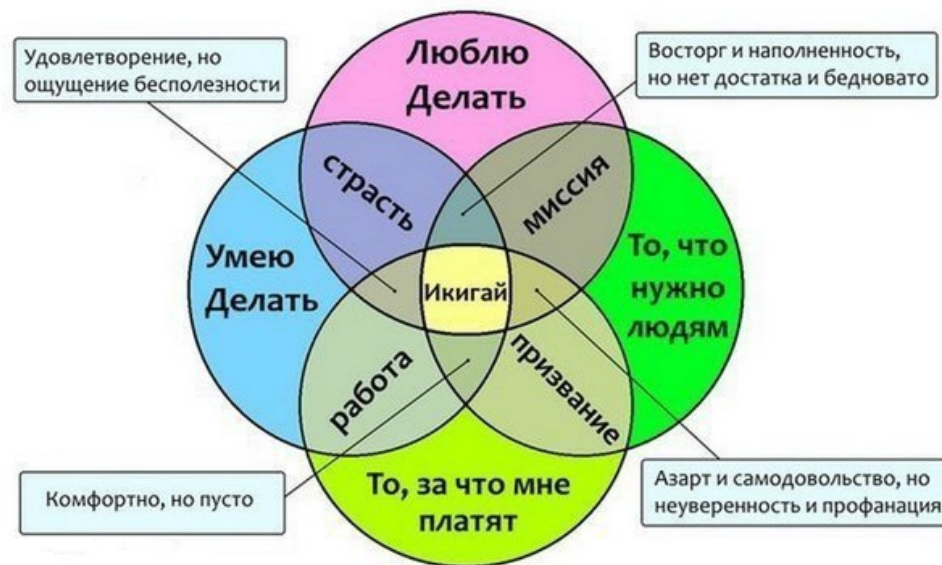 Удовлетворение, но
ощущение бесполезности
Люблю
Делать
Восторг и наполненность,
но нет достатка и бедновато
страсть
миссия
Умею
Делать
То, что
нужно
людям
Икигай
работа
призвание
Комфортно, но пусто
То, за что мне
платят
Азарт и самодовольство, но
неуверенность и профанация